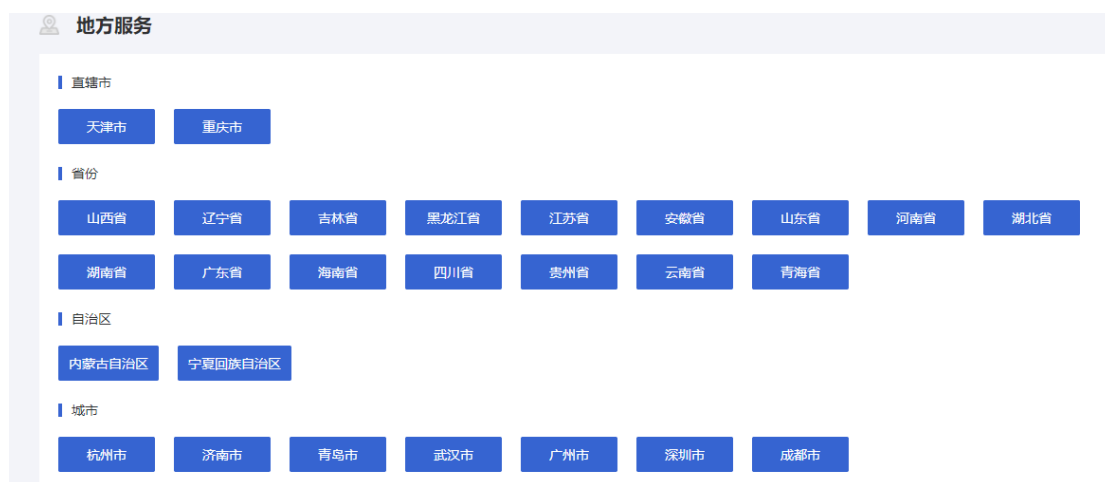 地方服务
直辖市
天津市 重庆市
省份
山西省 辽宁省 吉林省 黑龙江省 江苏省 安徽省 山东省 河南省 湖北省
湖南省 广东省 海南省 四川省 贵州省 云南省 青海省
自治区
内蒙古自治区 宁夏回族自治区
城市
杭州市 济南市 青岛市 武汉市 广州市 深圳市 成都市